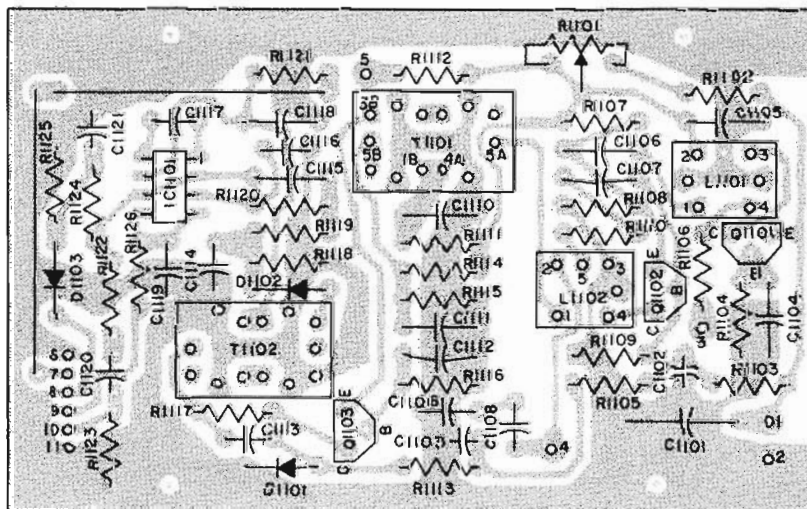 R1101
R1121
5
R1112
R1102
C1117
C1118
3B
R1107
C1105
R1125
C1121
C1116
T1101
C1106
5B
1B
4A
5A
2
3
1
IC1101
C1115
C1107
L1101
R1124
R1120
C1110
R1108
1
4
R1126
R1119
R1111
R1110
C
Q1101
E
R1122
R1118
R1114
E
R1106
B
C1119
C1114
2
5
3
Q1102
B
D1103
D1102
R1115
L1102
R1104
C1104
C1111
1
4
C
3
T1102
C1112
R1109
C1102
R1103
6
7
8
9
10
11
C1120
R1116
R1105
R1117
E
Q1103
B
C
C1108
C1101
1
C1113
C1103
4
2
R1123
R1113